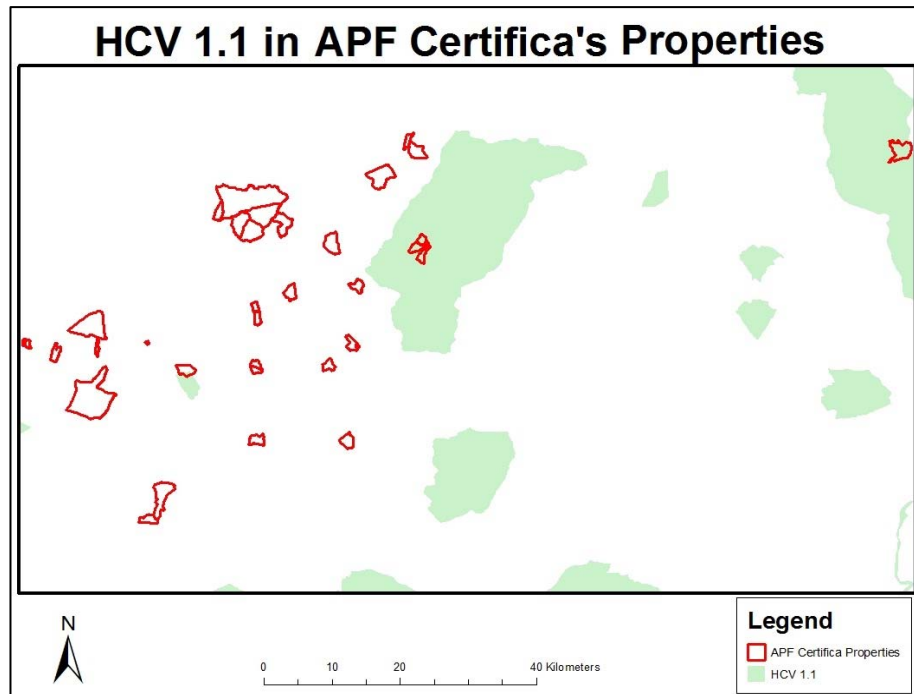 HCV 1.1 in APF Certifica's Properties
N
0 10 20 40 Kilometers
Legend
APF Certifica Properties
HCV 1.1